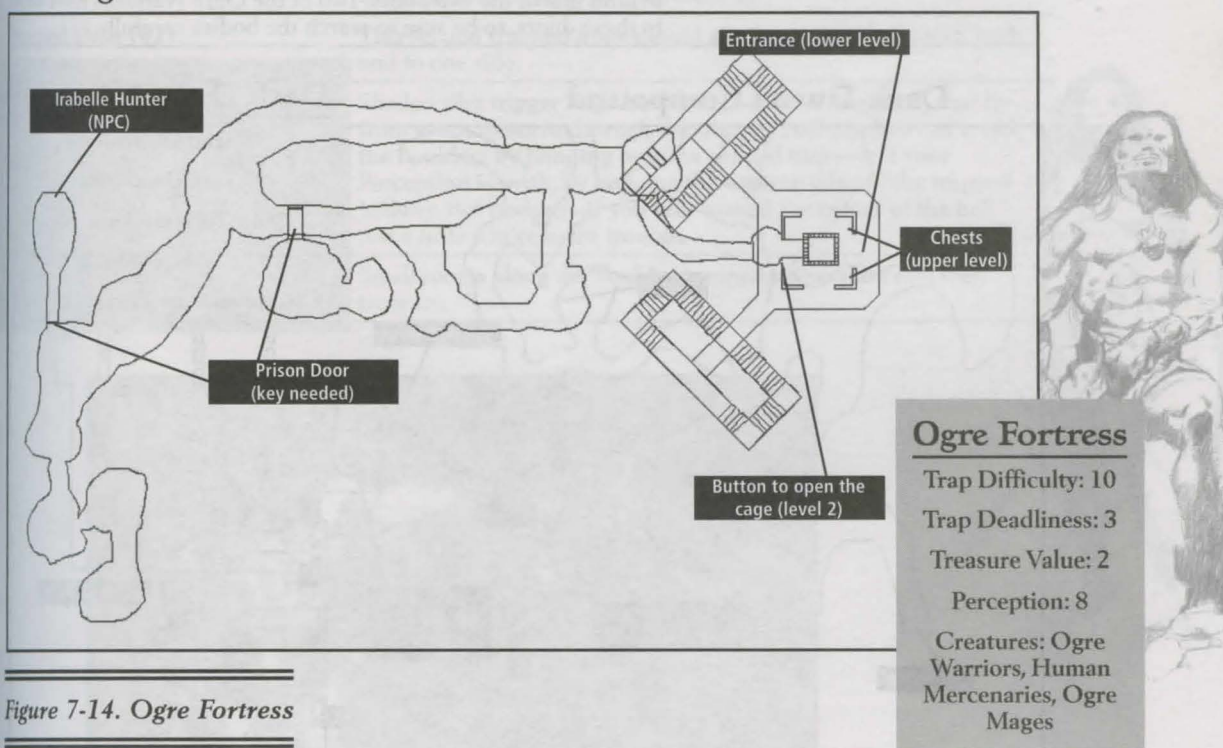 Entrance (lower level)
Irabelle Hunter
(NPC)
Chests
(upper level)
Prison Door
(key needed)
Button to open the
cage (level 2)
Ogre Fortress
Trap Difficulty: 10
Trap Deadliness: 3
Treasure Value: 2
Perception: 8
Creatures: Ogre
Warriors, Human
Mercenaries, Ogre
Mages
Figure 7-14. Ogre Fortress